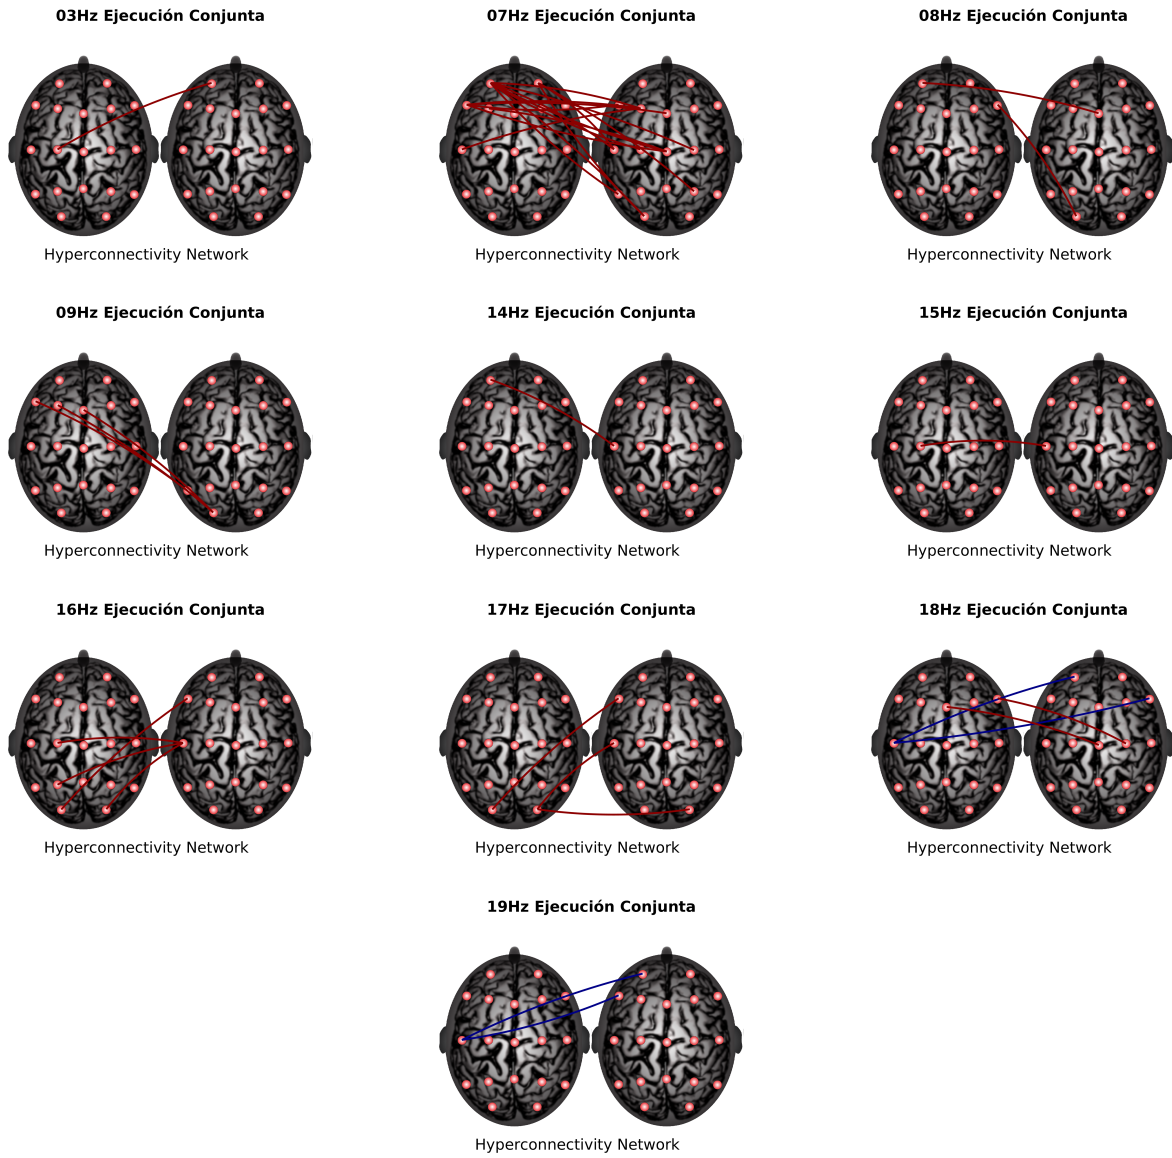 03Hz Ejecución Conjunta
07Hz Ejecución Conjunta
08Hz Ejecución Conjunta
Hyperconnectivity Network
Hyperconnectivity Network
Hyperconnectivity Network
09Hz Ejecución Conjunta
14Hz Ejecución Conjunta
15Hz Ejecución Conjunta
Hyperconnectivity Network
Hyperconnectivity Network
Hyperconnectivity Network
16Hz Ejecución Conjunta
17Hz Ejecución Conjunta
18Hz Ejecución Conjunta
Hyperconnectivity Network
Hyperconnectivity Network
Hyperconnectivity Network
19Hz Ejecución Conjunta
Hyperconnectivity Network